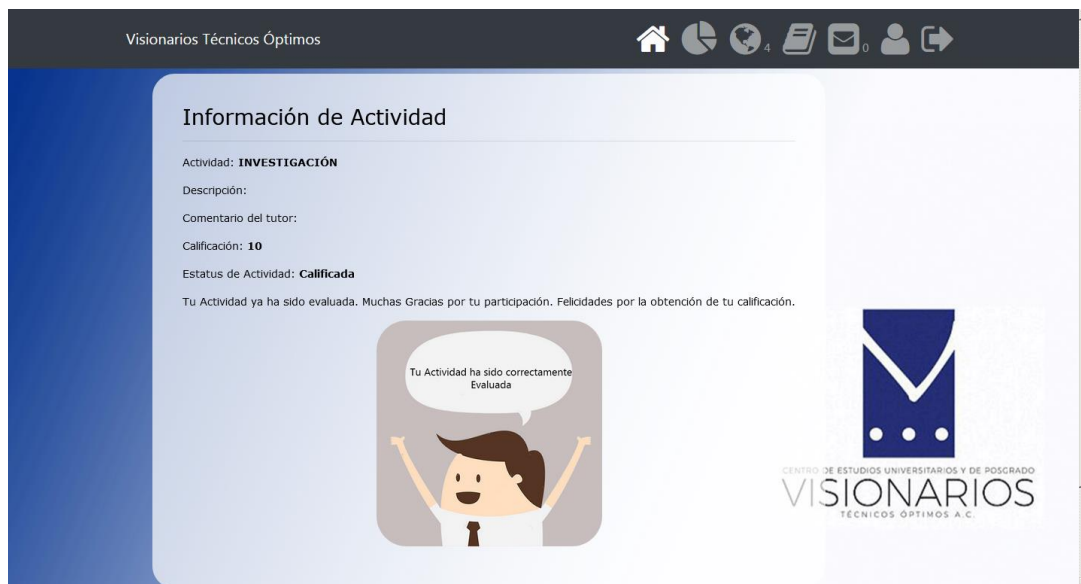 Visionarios Técnicos Óptimos
4
0
Información de Actividad
Actividad: INVESTIGACIÓN
Descripción:
Comentario del tutor:
Calificación: 10
Estatus de Actividad: Calificada
Tu Actividad ya ha sido evaluada. Muchas Gracias por tu participación. Felicidades por la obtención de tu calificación.
Tu Actividad ha sido correctamente
Evaluada
CENTRO DE ESTUDIOS UNIVERSITARIOS Y DE POSGRADO
VISIONARIOS
TÉCNICOS ÓPTIMOS A.C.